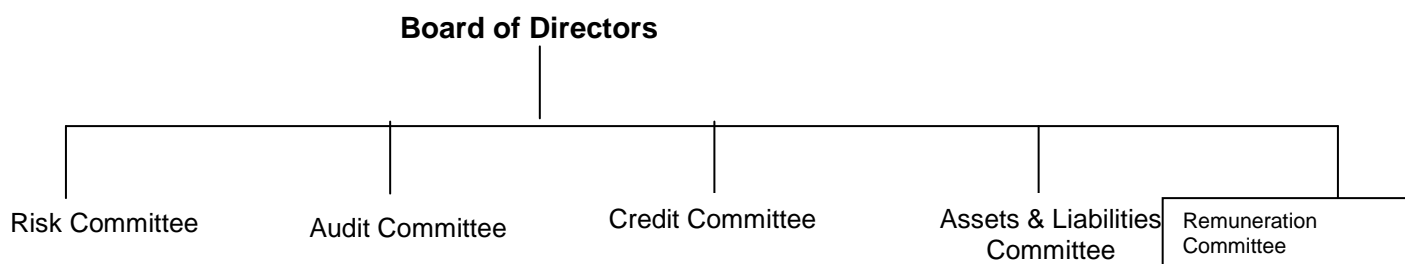 Board of Directors
Risk Committee
Audit Committee
Credit Committee
Assets & Liabilities
Committee
Remuneration
Committee